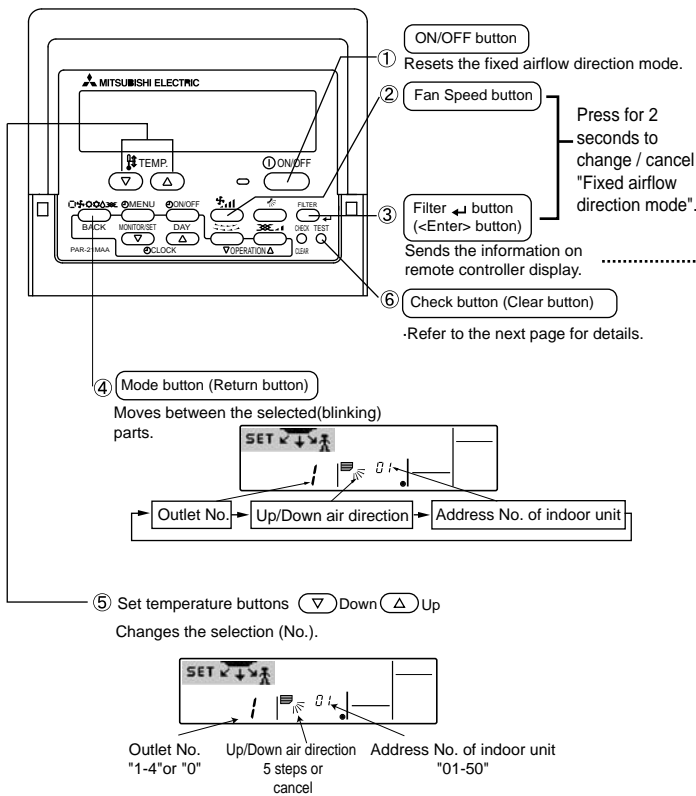 ON/OFF button
① Resets the fixed airflow direction mode.
MITSUBISHI ELECTRIC
② Fan Speed button
Press for 2
seconds to
change / cancel
"Fixed airflow
direction mode".
TEMP.
ON/OFF
MENU
ON/OFF
FILTER
BACK
MONITOR/SET
DAY
CHECK TEST
PAR-21MAA
CLOCK
▽OPERATION△
CLEAR
③ Filter ↵ button
(<Enter> button)
Sends the information on
remote controller display.
⑥ Check button (Clear button)
·Refer to the next page for details.
④ Mode button (Return button)
Moves between the selected(blinking)
parts.
SET
1 01
Outlet No. Up/Down air direction Address No. of indoor unit
⑤ Set temperature buttons ▽ Down △ Up
Changes the selection (No.).
SET
1 01
Outlet No. Up/Down air direction Address No. of indoor unit
"1-4"or "0" 5 steps or "01-50"
cancel